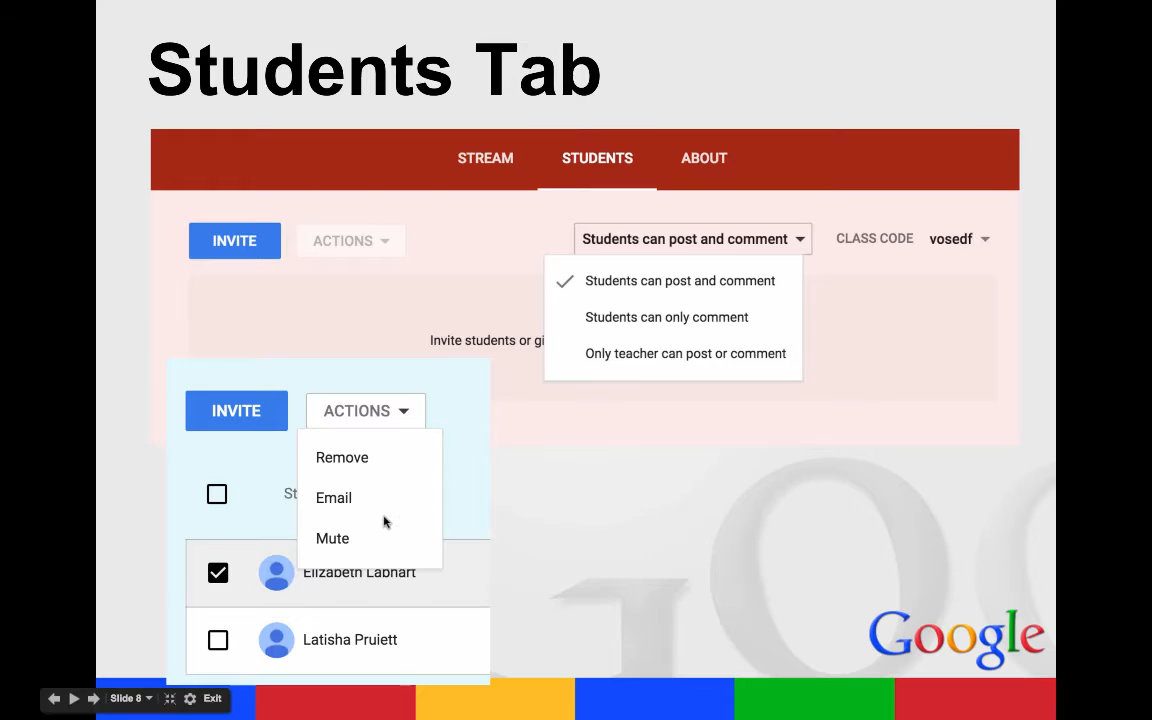 Students Tab
STREAM STUDENTS ABOUT
INVITE ACTIONS Students can post and comment CLASS CODE vosedf
Students can post and comment
Students can only comment
Invite students or gi
Only teacher can post or comment
INVITE ACTIONS
Remove
St
Email
Mute
Elizabeth Labhart
Latisha Pruiett
Google
Slide 8 Exit